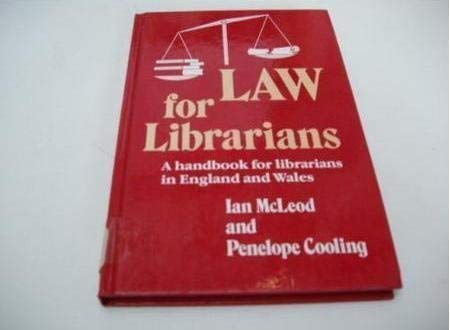 LAW
for
Librarians
A handbook for librarians
in England and Wales
Ian McLeod
and
Penelope Cooling